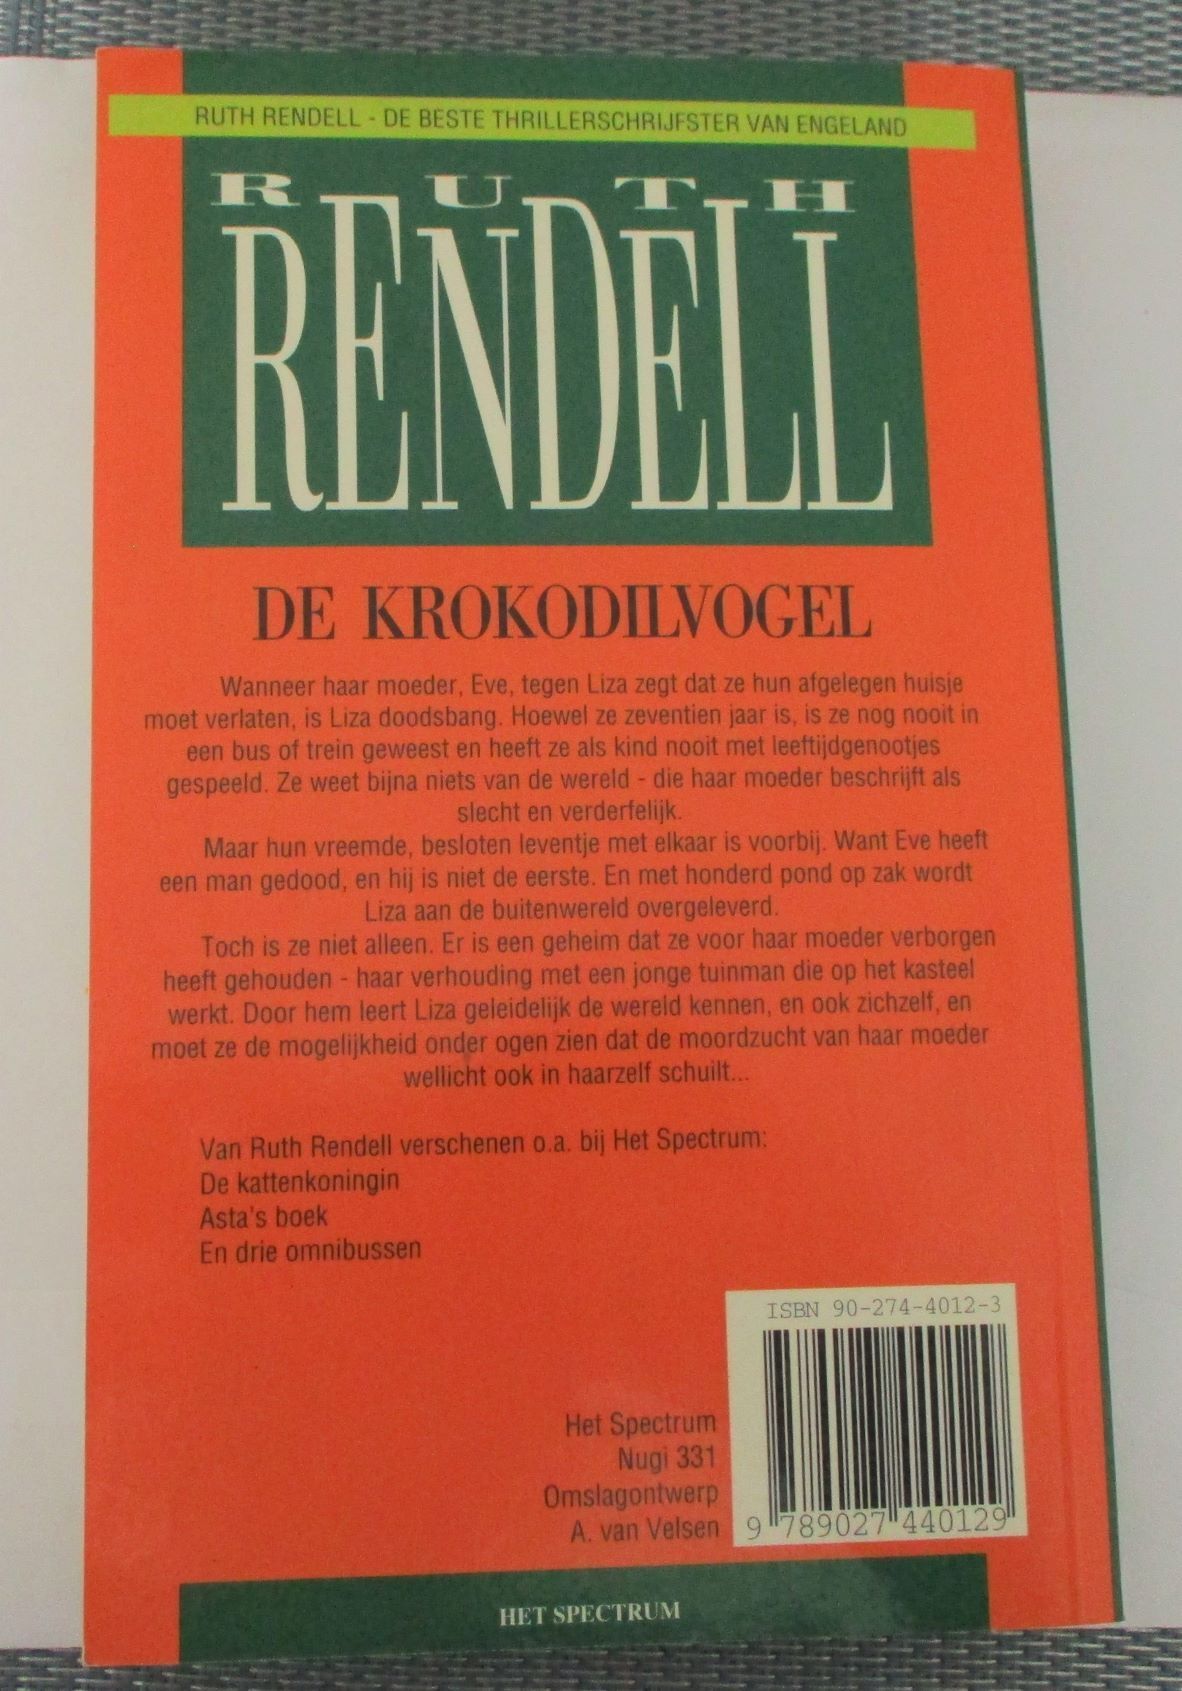 RUTH RENDELL - DE BESTE THRILLERSCHRIJFSTER VAN ENGELAND
RUTH
RENDELL
DE KROKODILVOGEL
Wanneer haar moeder, Eve, tegen Liza zegt dat ze hun afgelegen huisje
moet verlaten, is Liza doodsbang. Hoewel ze zeventien jaar is, is ze nog nooit in
een bus of trein geweest en heeft ze als kind nooit met leeftijdgenootjes
gespeeld. Ze weet bijna niets van de wereld - die haar moeder beschrijft als
slecht en verderfelijk.
Maar hun vreemde, besloten leventje met elkaar is voorbij. Want Eve heeft
een man gedood, en hij is niet de eerste. En met honderd pond op zak wordt
Liza aan de buitenwereld overgeleverd.
Toch is ze niet alleen. Er is een geheim dat ze voor haar moeder verborgen
heeft gehouden - haar verhouding met een jonge tuinman die op het kasteel
werkt. Door hem leert Liza geleidelijk de wereld kennen, en ook zichzelf, en
moet ze de mogelijkheid onder ogen zien dat de moordzucht van haar moeder
wellicht ook in haarzelf schuilt...
Van Ruth Rendell verschenen o.a. bij Het Spectrum:
De kattenkoningin
Asta's boek
En drie omnibussen
ISBN 90-274-4012-3
Het Spectrum
Nugi 331
Omslagontwerp
A. van Velsen
9 789027 440129
HET SPECTRUM